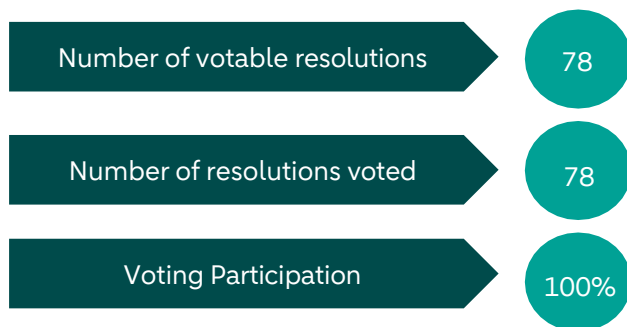 Number of votable resolutions 78
Number of resolutions voted 78
Voting Participation 100%